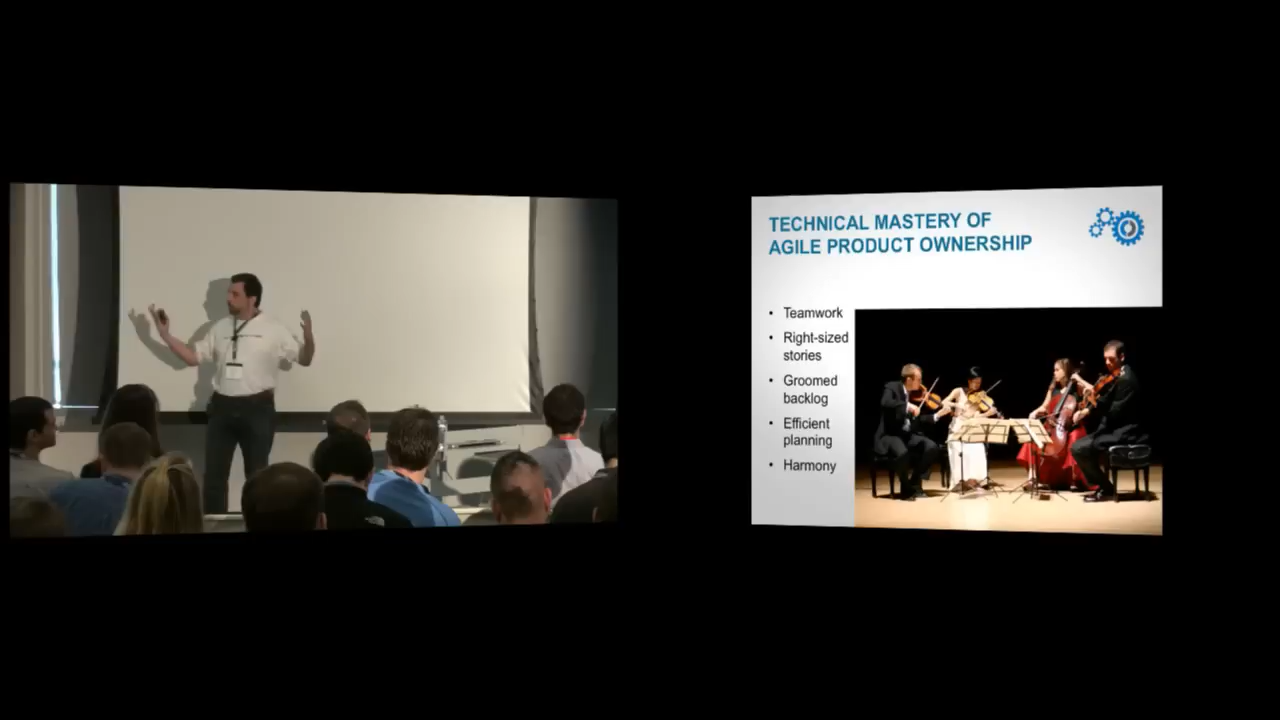 TECHNICAL MASTERY OF
AGILE PRODUCT OWNERSHIP
• Teamwork
• Right-sized
stories
• Groomed
backlog
• Efficient
planning
• Harmony